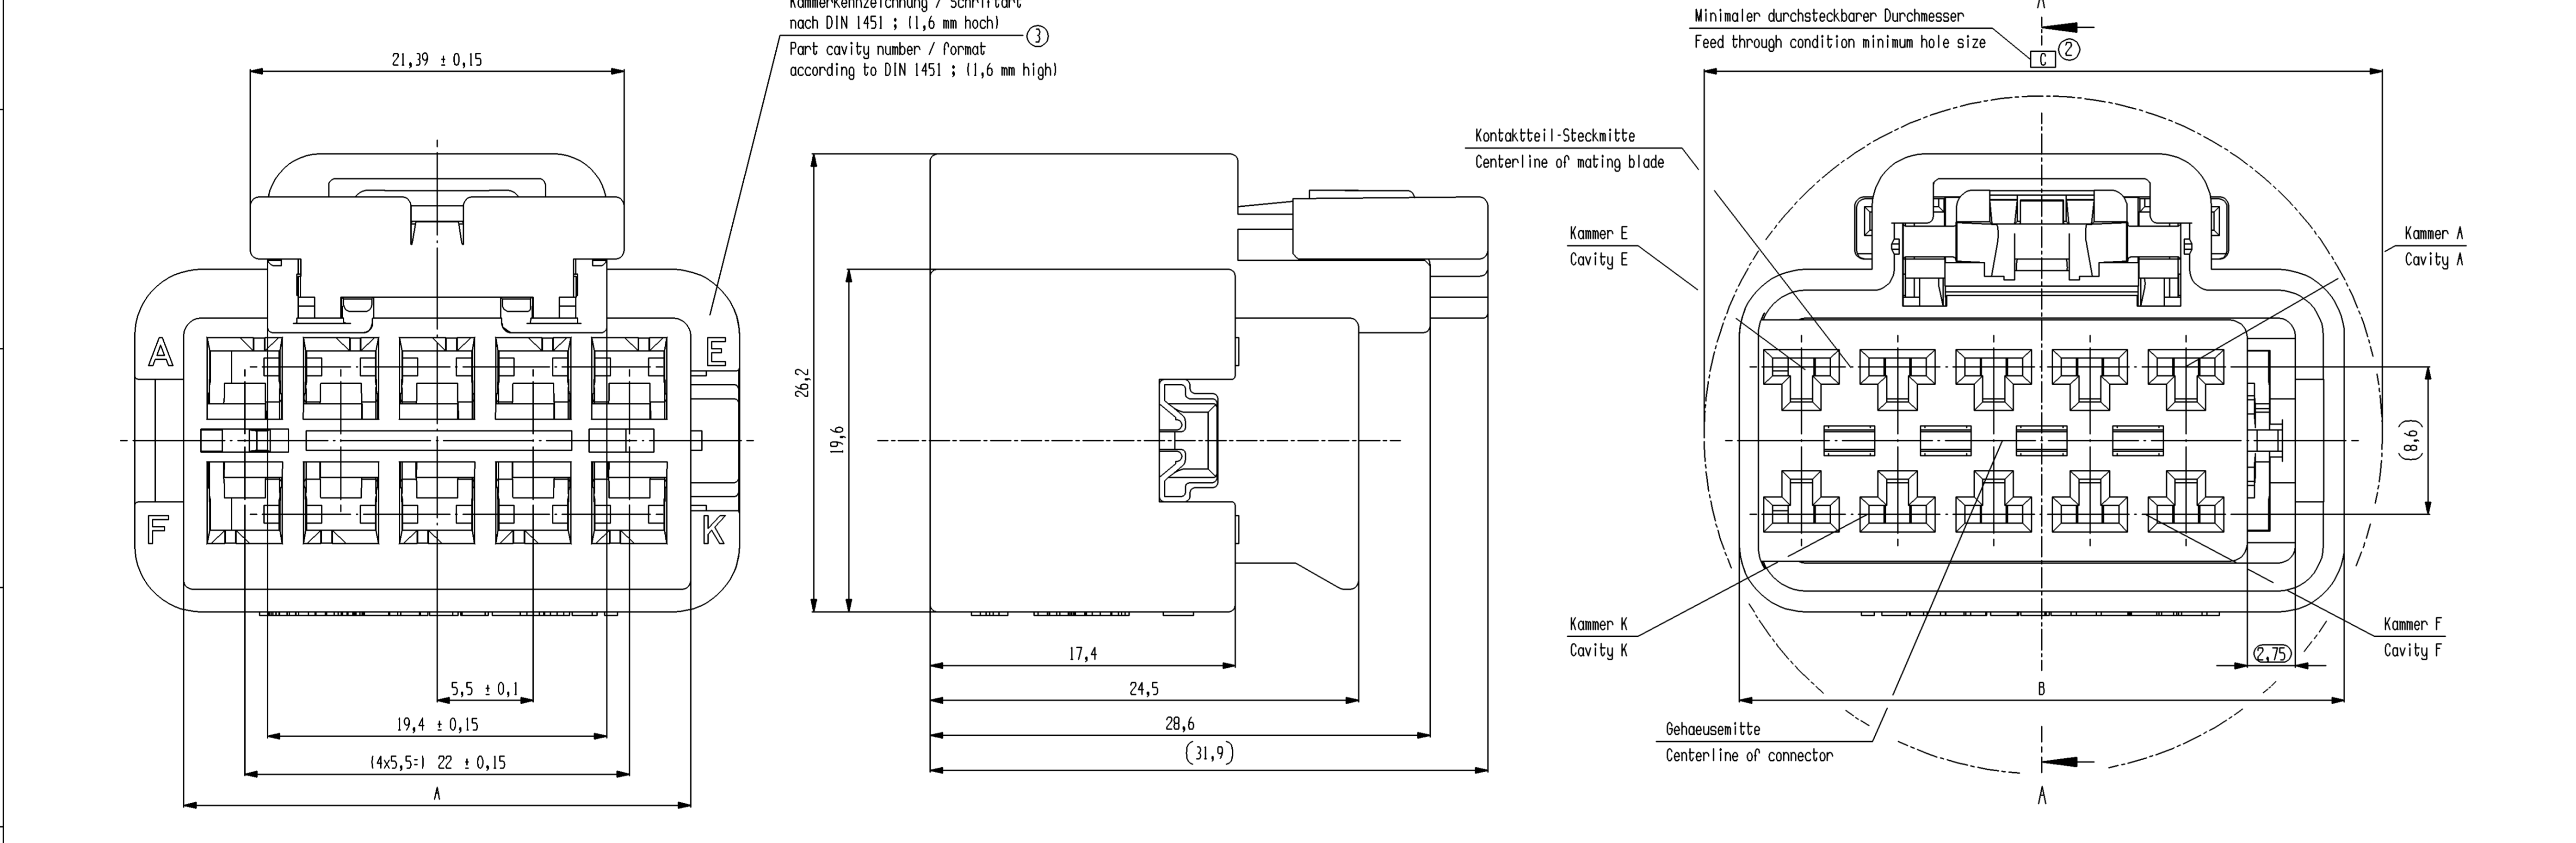 Kammerkennzeichnung / Schriftart
nach DIN 1451 ; (1,6 mm hoch)
Part cavity number / format
according to DIN 1451 ; (1,6 mm high)
3
21,39 ± 0,15
A
E
F
K
5,5 ± 0,1
19,4 ± 0,15
(4x5,5=) 22 ± 0,15
A
26,2
19,6
17,4
24,5
28,6
(31,9)
A
Minimaler durchsteckbarer Durchmesser
Feed through condition minimum hole size
C
2
Kontaktteil-Steckmitte
Centerline of mating blade
Kammer E
Cavity E
Kammer A
Cavity A
(8,6)
Kammer K
Cavity K
Kammer F
Cavity F
2,75
B
Gehaeusemitte
Centerline of connector
A